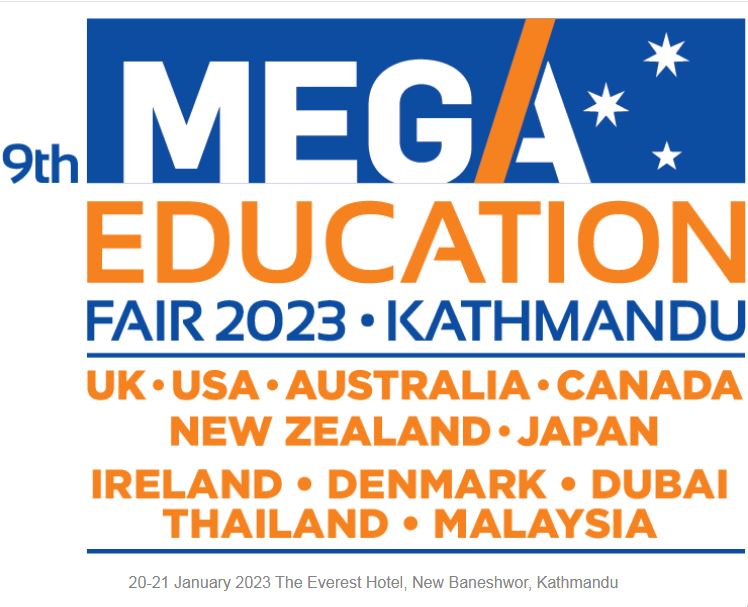 9th MEGA
EDUCATION
FAIR 2023 • KATHMANDU
UK • USA • AUSTRALIA • CANADA
NEW ZEALAND • JAPAN
IRELAND • DENMARK • DUBAI
THAILAND • MALAYSIA
20-21 January 2023 The Everest Hotel, New Baneshwor, Kathmandu